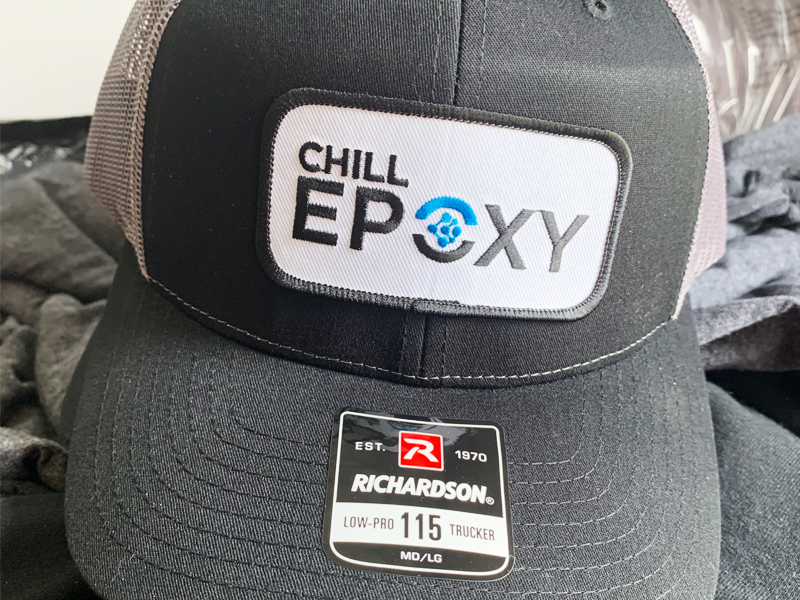 CHILL
EPOXY
EST. R 1970
RICHARDSON®
LOW-PRO 115 TRUCKER
MD/LG